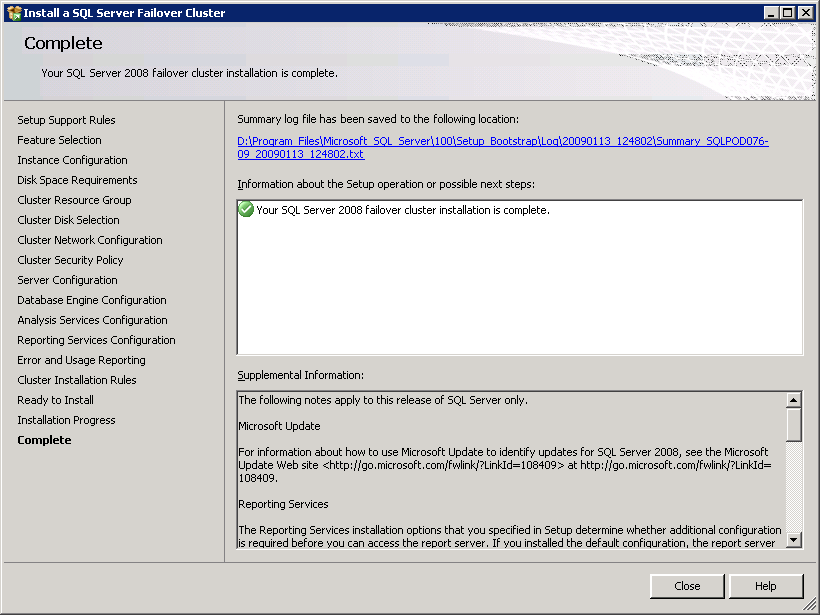 Install a SQL Server Failover Cluster
Complete
Your SQL Server 2008 failover cluster installation is complete.
Setup Support Rules
Feature Selection
Instance Configuration
Disk Space Requirements
Cluster Resource Group
Cluster Disk Selection
Cluster Network Configuration
Cluster Security Policy
Server Configuration
Database Engine Configuration
Analysis Services Configuration
Reporting Services Configuration
Error and Usage Reporting
Cluster Installation Rules
Ready to Install
Installation Progress
Complete
Summary log file has been saved to the following location:
D:\Program Files\Microsoft SQL Server\100\Setup Bootstrap\Log\20090113_124802\Summary_SQLPOD076-
09_20090113_124802.txt
Information about the Setup operation or possible next steps:
Your SQL Server 2008 failover cluster installation is complete.
Supplemental Information:
The following notes apply to this release of SQL Server only.
Microsoft Update
For information about how to use Microsoft Update to identify updates for SQL Server 2008, see the Microsoft
Update Web site <http://go.microsoft.com/fwlink/?LinkId=108409> at http://go.microsoft.com/fwlink/?LinkId=
108409.
Reporting Services
The Reporting Services installation options that you specified in Setup determine whether additional configuration
is required before you can access the report server. If you installed the default configuration, the report server
Close
Help